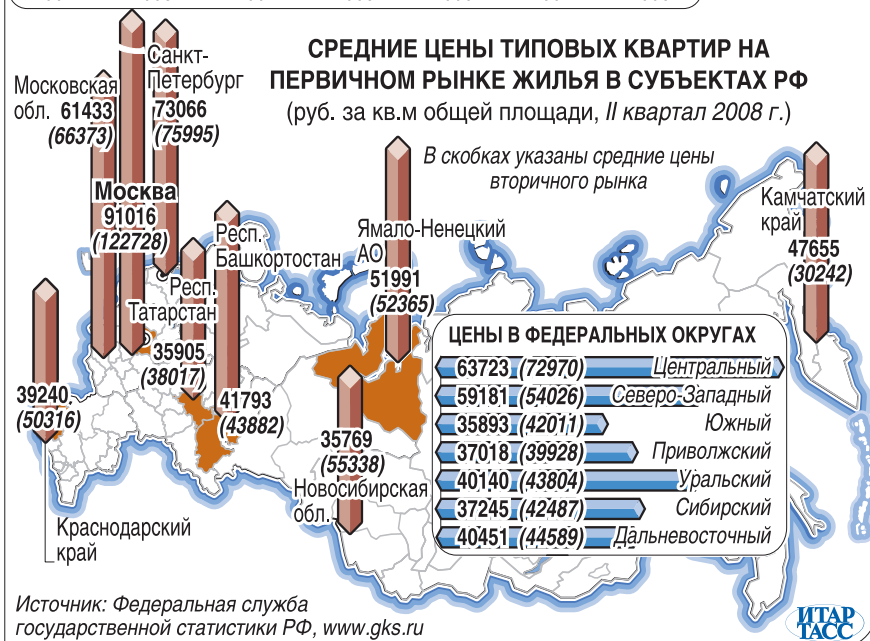 СРЕДНИЕ ЦЕНЫ ТИПОВЫХ КВАРТИР НА
ПЕРВИЧНОМ РЫНКЕ ЖИЛЬЯ В СУБЪЕКТАХ РФ
(руб. за кв.м общей площади, II квартал 2008 г.)
В скобках указаны средние цены
вторичного рынка
Московская
обл. 61433
(66373)
Санкт-
Петербург
73066
(75995)
Москва
91016
(122728)
Респ.
Башкортостан
41793
(43882)
Респ.
Татарстан
35905
(38017)
Ямало-Ненецкий
АО
51991
(52365)
Камчатский
край
47655
(30242)
39240
(50316)
Краснодарский
край
35769
(55338)
Новосибирская
обл.
ЦЕНЫ В ФЕДЕРАЛЬНЫХ ОКРУГАХ
63723 (72970) Центральный
59181 (54026) Северо-Западный
35893 (42011) Южный
37018 (39928) Приволжский
40140 (43804) Уральский
37245 (42487) Сибирский
40451 (44589) Дальневосточный
Источник: Федеральная служба
государственной статистики РФ, www.gks.ru
ИТАР
ТАСС